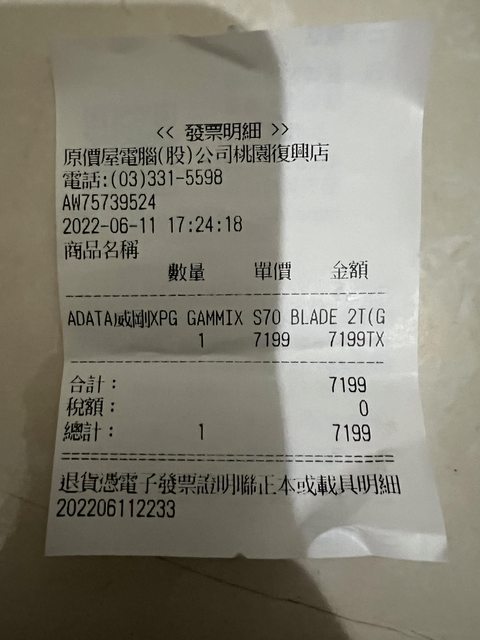 << 發票明細 >>
原價屋電腦(股)公司桃園復興店
電話:(03)331-5598
AW75739524
2022-06-11 17:24:18
商品名稱
數量 單價 金額
ADATA威剛XPG GAMMIX S70 BLADE 2T(G
1 7199 7199TX
合計： 7199
稅額： 0
總計： 1 7199
退貨憑電子發票證明聯正本或載具明細
202206112233